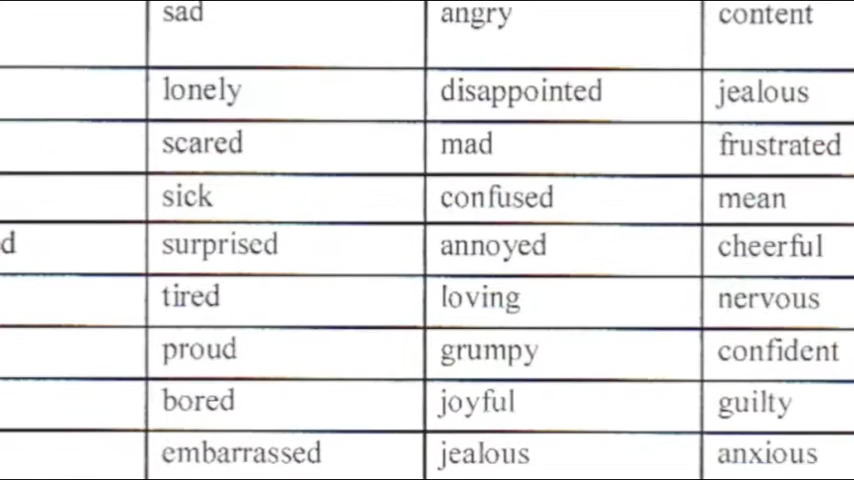 sad angry content
lonely disappointed jealous
scared mad frustrated
sick confused mean
d surprised annoyed cheerful
tired loving nervous
proud grumpy confident
bored joyful guilty
embarrassed jealous anxious